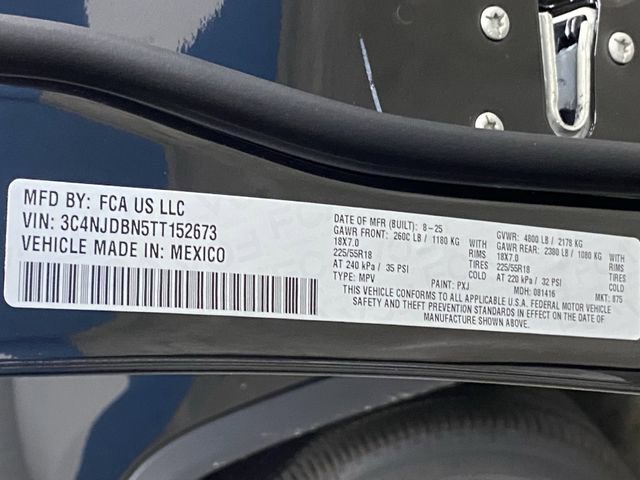 MFD BY: FCA US LLC
VIN: 3C4NJDBN5TT152673
VEHICLE MADE IN: MEXICO
DATE OF MFR (BUILT): 8-25 GVWR: 4800 LB / 2178 KG
GAWR FRONT: 2600 LB / 1180 KG WITH GAWR REAR: 2380 LB / 1080 KG WITH
18X7.0 RIMS 18X7.0 RIMS
225/55R18 TIRES 225/55R18 TIRES
AT 240 kPa / 35 PSI COLD AT 220 kPa / 32 PSI COLD
TYPE: MPV PAINT: PXJ MDH: 081416 MKT: 875
THIS VEHICLE CONFORMS TO ALL APPLICABLE U.S.A. FEDERAL MOTOR VEHICLE
SAFETY AND THEFT PREVENTION STANDARDS IN EFFECT ON THE DATE OF
MANUFACTURE SHOWN ABOVE.